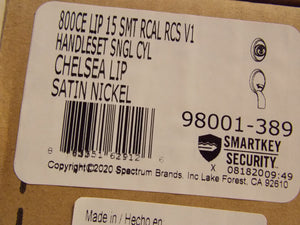 800CE LIP 15 SMT RCAL RCS V1
HANDLESET SNGL CYL
CHELSEA LIP
SATIN NICKEL
98001-389
SMARTKEY
SECURITY
X 08182009:49
Copyright©2020 Spectrum Brands, Inc Lake Forest, CA 92610
Made in / Hecho en